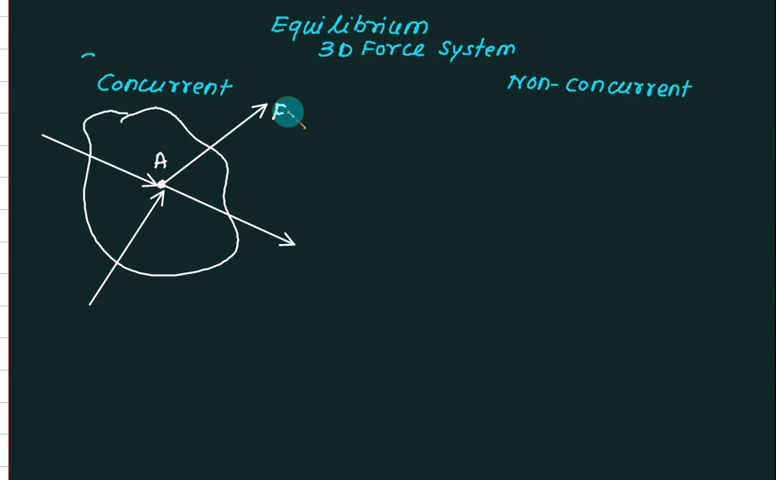 Equilibrium
3D Force System
Concurrent
Non-concurrent
A
F